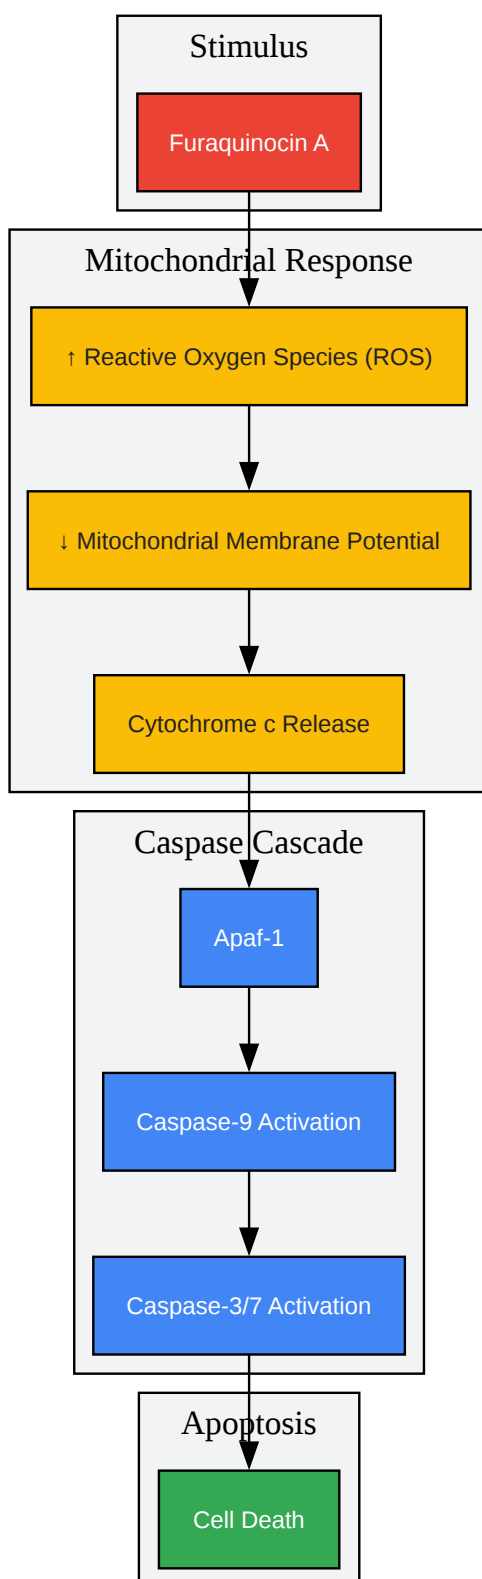 Stimulus
Furaquinocin A
Mitochondrial Response
↑ Reactive Oxygen Species (ROS)
↓ Mitochondrial Membrane Potential
Cytochrome c Release
Caspase Cascade
Apaf-1
Caspase-9 Activation
Caspase-3/7 Activation
Apoptosis
Cell Death